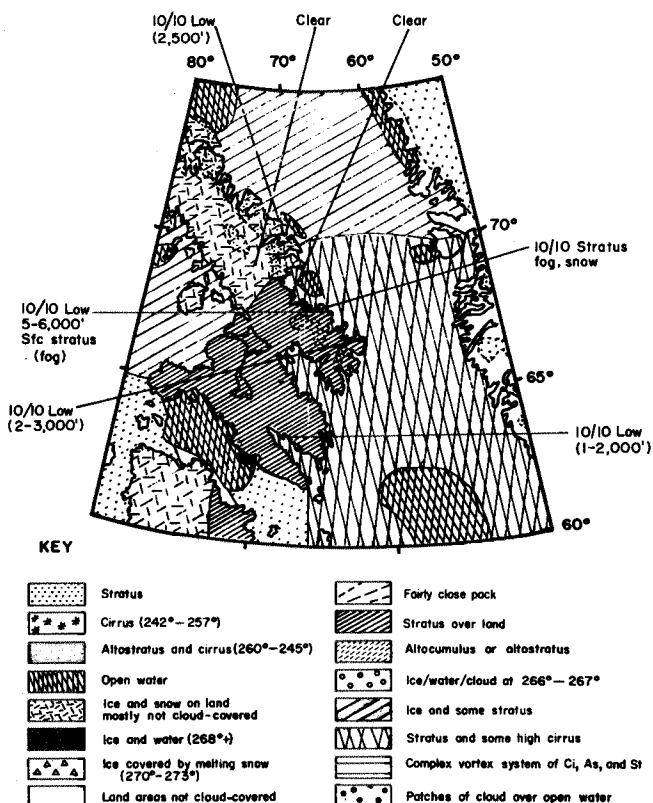 10/10 Low
(2,500')
Clear
Clear
80°
70°
60°
50°
70°
10/10 Stratus
fog, snow
10/10 Low
5-6,000'
Sfc stratus
(fog)
65°
10/10 Low
(2-3,000')
10/10 Low
(1-2,000')
60°
KEY
Stratus
Cirrus (242°-257°)
Altostratus and cirrus (260°-245°)
Open water
Ice and snow on land
mostly not cloud-covered
Ice and water (268°+)
Ice covered by melting snow
(270°-273°)
Land areas not cloud-covered
Fairly close pack
Stratus over land
Altocumulus or altostratus
Ice/water/cloud at 266°-267°
Ice and some stratus
Stratus and some high cirrus
Complex vortex system of Ci, As, and St
Patches of cloud over open water